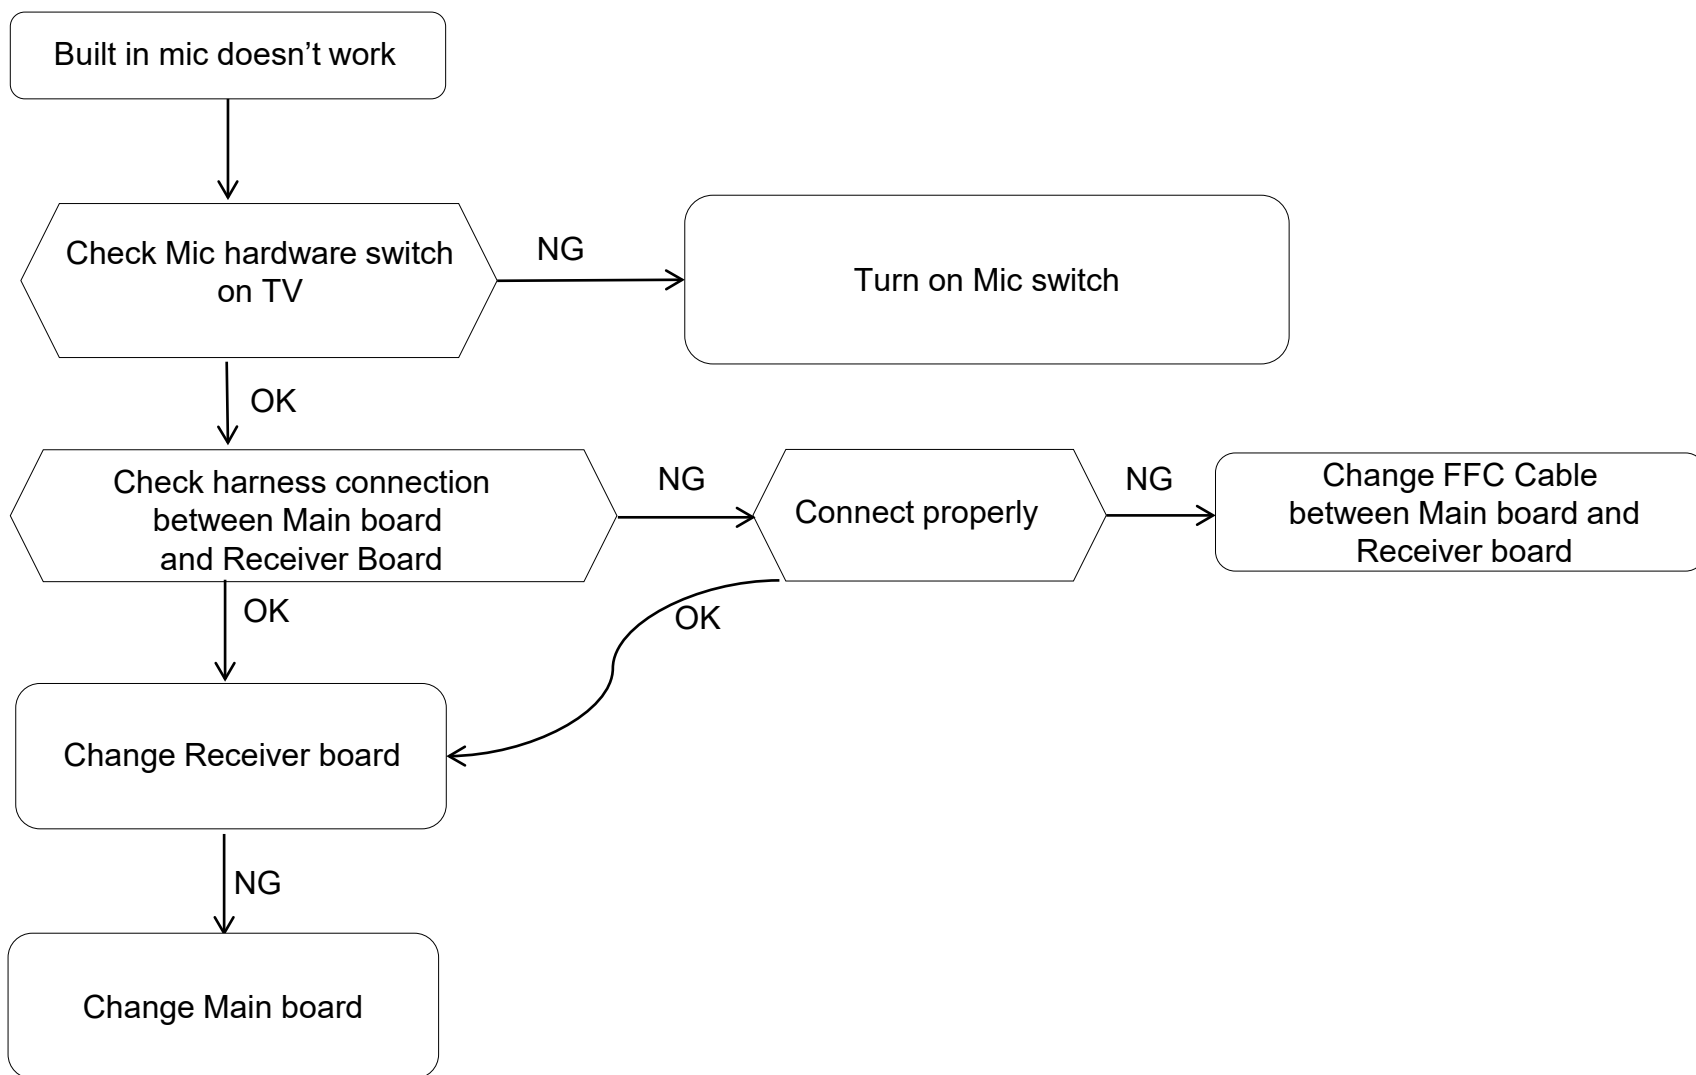 Built in mic doesn’t work
Check Mic hardware switch
on TV
NG
Turn on Mic switch
OK
Check harness connection
between Main board
and Receiver Board
NG
Connect properly
NG
Change FFC Cable
between Main board and
Receiver board
OK
OK
Change Receiver board
NG
Change Main board